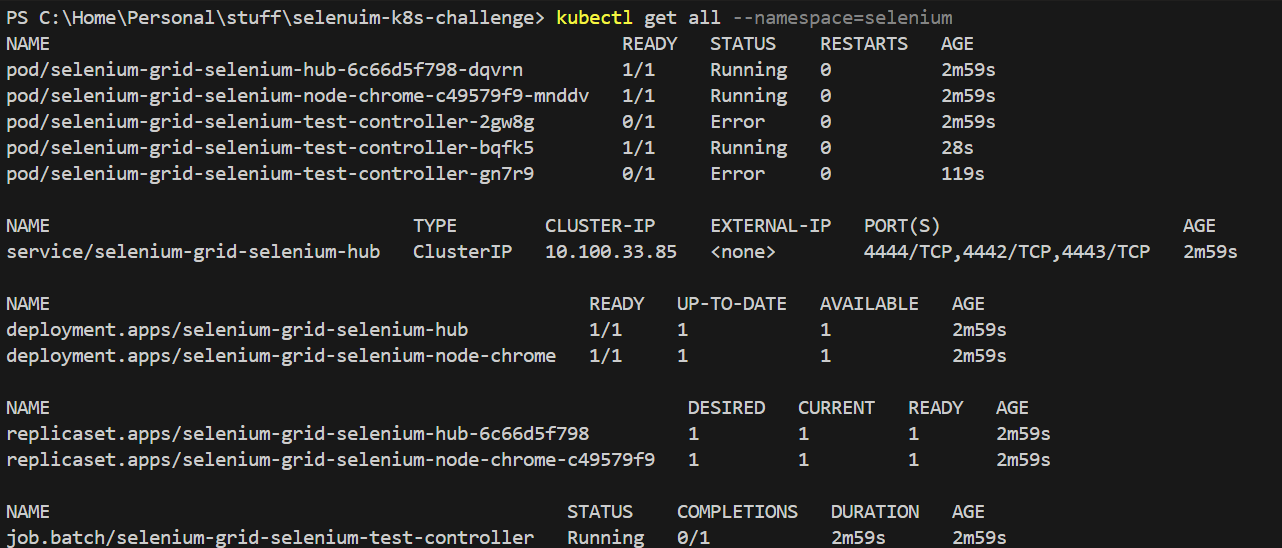 PS C:\Home\Personal\stuff\selenuim-k8s-challenge> kubectl get all --namespace=selenium
NAME READY STATUS RESTARTS AGE
pod/selenium-grid-selenium-hub-6c66d5f798-dqvrn 1/1 Running 0 2m59s
pod/selenium-grid-selenium-node-chrome-c49579f9-mnddv 1/1 Running 0 2m59s
pod/selenium-grid-selenium-test-controller-2gw8g 0/1 Error 0 2m59s
pod/selenium-grid-selenium-test-controller-bqfk5 1/1 Running 0 28s
pod/selenium-grid-selenium-test-controller-gn7r9 0/1 Error 0 119s
NAME TYPE CLUSTER-IP EXTERNAL-IP PORT(S) AGE
service/selenium-grid-selenium-hub ClusterIP 10.100.33.85 <none> 4444/TCP,4442/TCP,4443/TCP 2m59s
NAME READY UP-TO-DATE AVAILABLE AGE
deployment.apps/selenium-grid-selenium-hub 1/1 1 1 2m59s
deployment.apps/selenium-grid-selenium-node-chrome 1/1 1 1 2m59s
NAME DESIRED CURRENT READY AGE
replicaset.apps/selenium-grid-selenium-hub-6c66d5f798 1 1 1 2m59s
replicaset.apps/selenium-grid-selenium-node-chrome-c49579f9 1 1 1 2m59s
NAME STATUS COMPLETIONS DURATION AGE
job.batch/selenium-grid-selenium-test-controller Running 0/1 2m59s 2m59s